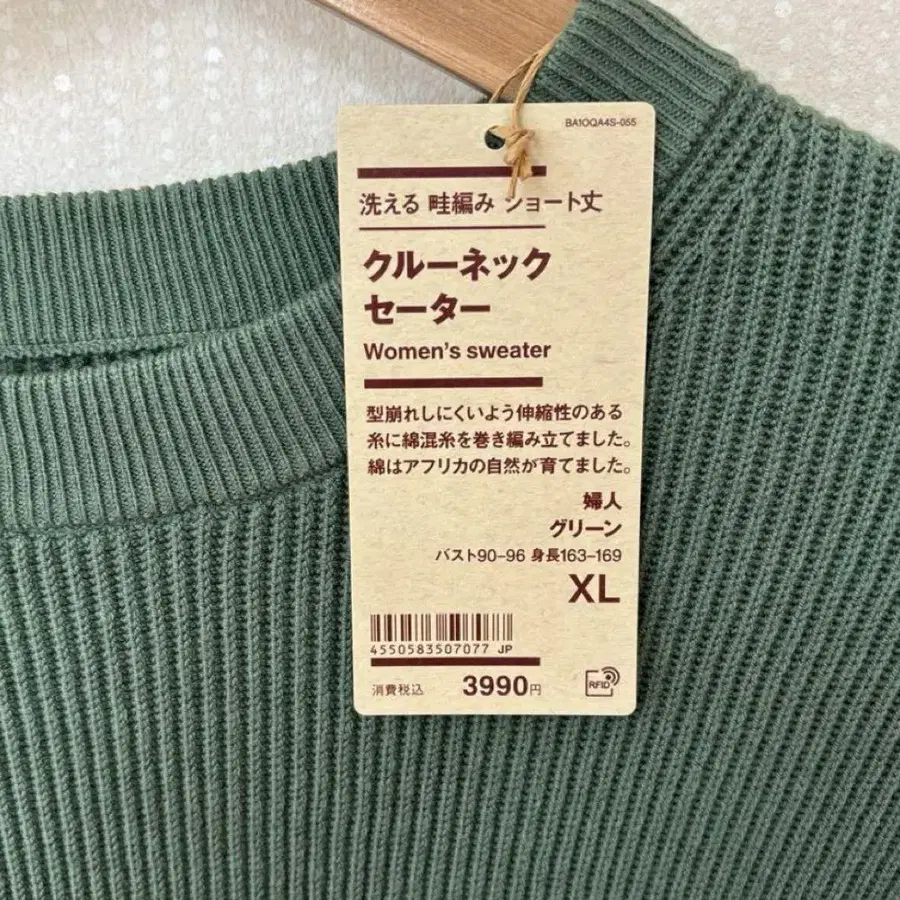 BA1OQA4S-055
洗える 畦編み ショート丈
クルーネック
セーター
Women's sweater
型崩れしにくいよう伸縮性のある
糸に綿混糸を巻き編み立てました。
綿はアフリカの自然が育てました。
婦人
グリーン
バスト90–96 身長163–169
XL
4550583507077 JP
消費税込 3990円
RFID